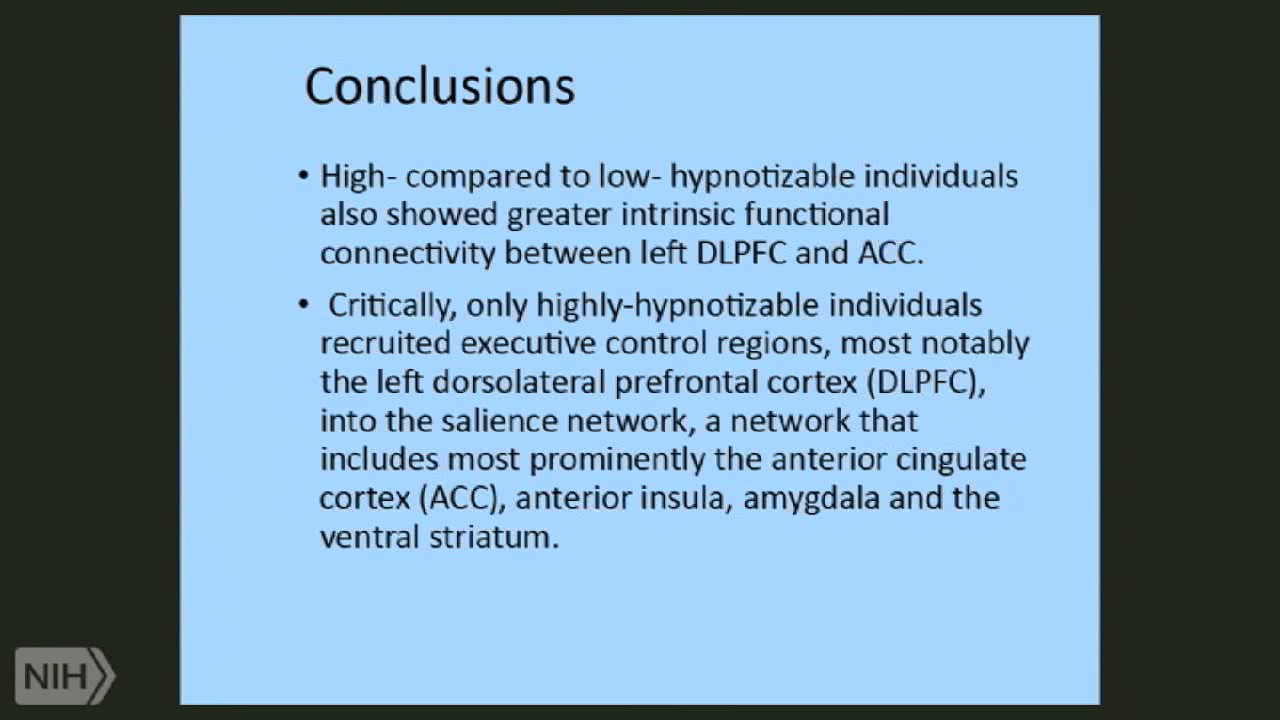 Conclusions
• High- compared to low- hypnotizable individuals
also showed greater intrinsic functional
connectivity between left DLPFC and ACC.
• Critically, only highly-hypnotizable individuals
recruited executive control regions, most notably
the left dorsolateral prefrontal cortex (DLPFC),
into the salience network, a network that
includes most prominently the anterior cingulate
cortex (ACC), anterior insula, amygdala and the
ventral striatum.
NIH